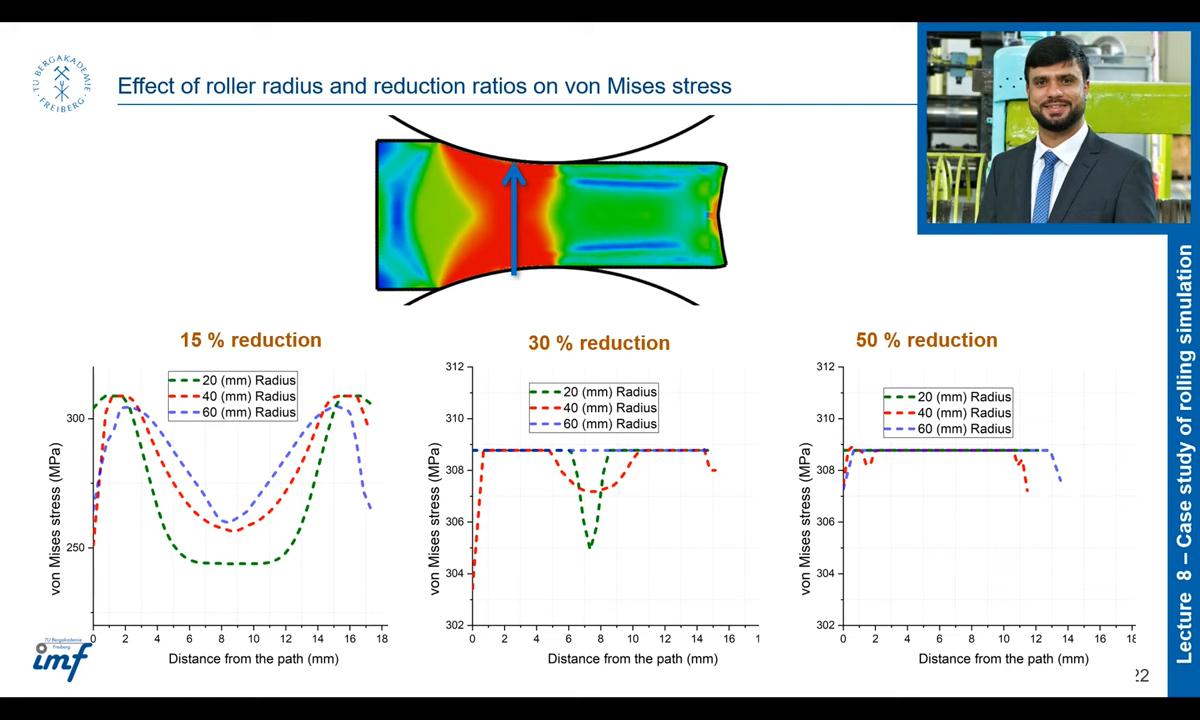 TU BERGAKADEMIE
FREIBERG
Effect of roller radius and reduction ratios on von Mises stress
15 % reduction
von Mises stress (MPa)
300
250
20 (mm) Radius
40 (mm) Radius
60 (mm) Radius
0 2 4 6 8 10 12 14 16 18
Distance from the path (mm)
30 % reduction
von Mises stress (MPa)
312
310
308
306
304
302
20 (mm) Radius
40 (mm) Radius
60 (mm) Radius
0 2 4 6 8 10 12 14 16
Distance from the path (mm)
50 % reduction
von Mises stress (MPa)
312
310
308
306
304
302
20 (mm) Radius
40 (mm) Radius
60 (mm) Radius
0 2 4 6 8 10 12 14 16
Distance from the path (mm)
TU Bergakademie
Freiberg
imf
22
Lecture 8 – Case study of rolling simulation